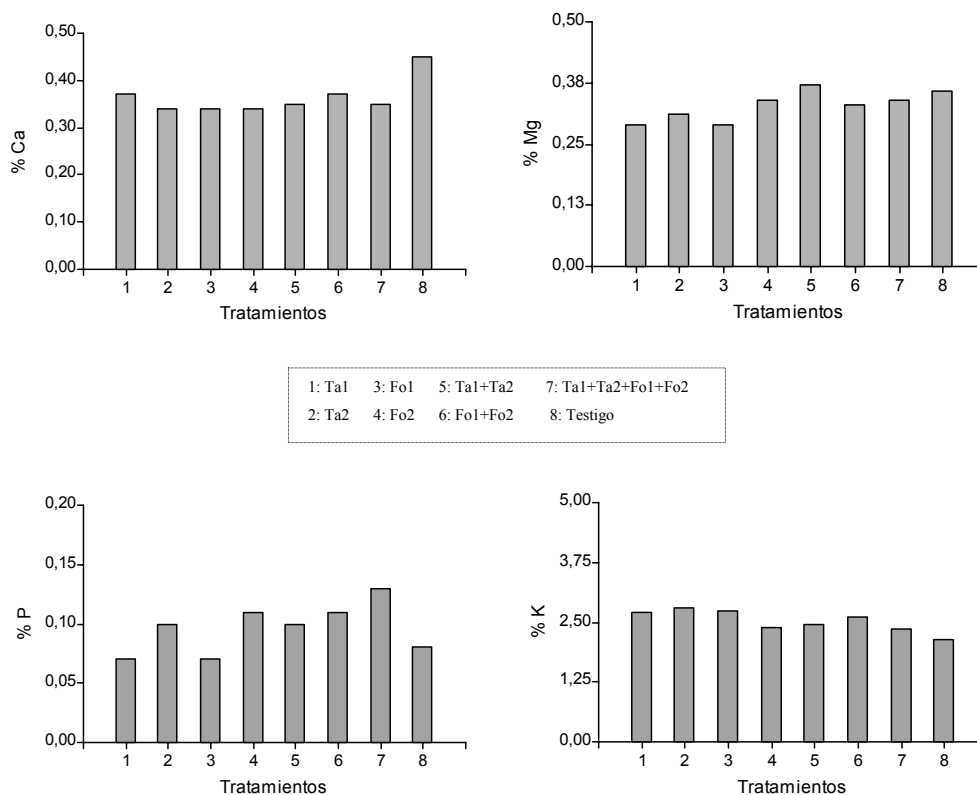 % Ca
0,50
0,40
0,30
0,20
0,10
0,00
1 2 3 4 5 6 7 8
Tratamientos
% Mg
0,50
0,38
0,25
0,13
0,00
1 2 3 4 5 6 7 8
Tratamientos
1: Ta1 3: Fo1 5: Ta1+Ta2 7: Ta1+Ta2+Fo1+Fo2
2: Ta2 4: Fo2 6: Fo1+Fo2 8: Testigo
% P
0,20
0,15
0,10
0,05
0,00
1 2 3 4 5 6 7 8
Tratamientos
% K
5,00
3,75
2,50
1,25
0,00
1 2 3 4 5 6 7 8
Tratamientos